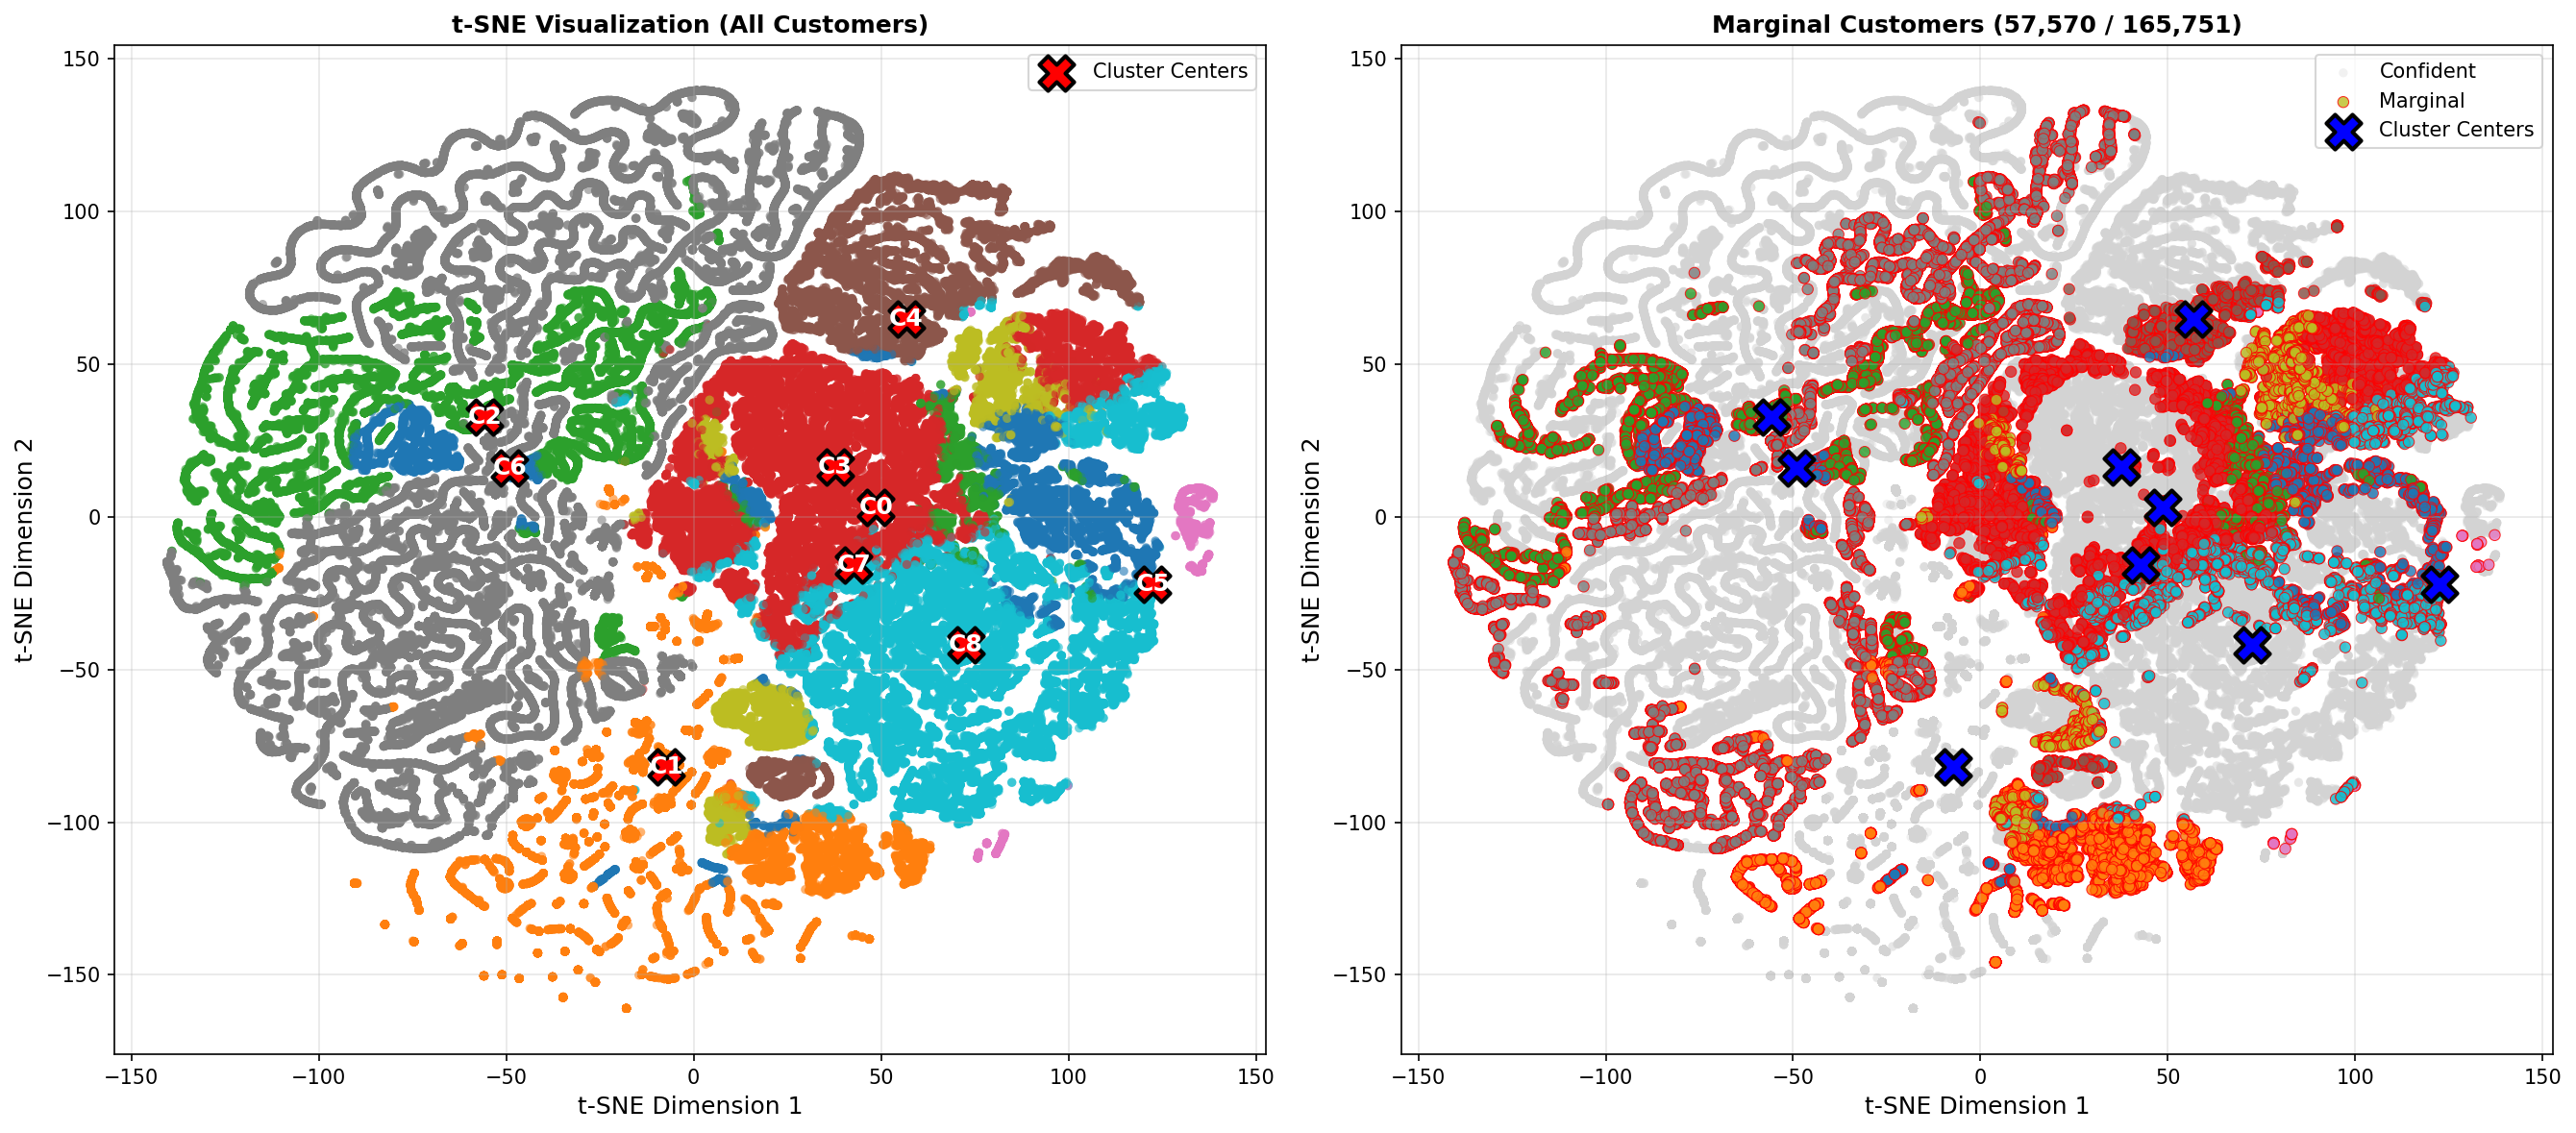 t-SNE Visualization (All Customers)
Cluster Centers
150
100
50
0
−50
−100
−150
t-SNE Dimension 2
C4
C2
C6
C3
C0
C7
C5
C8
C1
−150
−100
−50
0
50
100
150
t-SNE Dimension 1
Marginal Customers (57,570 / 165,751)
Confident
Marginal
Cluster Centers
150
100
50
0
−50
−100
−150
t-SNE Dimension 2
−150
−100
−50
0
50
100
150
t-SNE Dimension 1